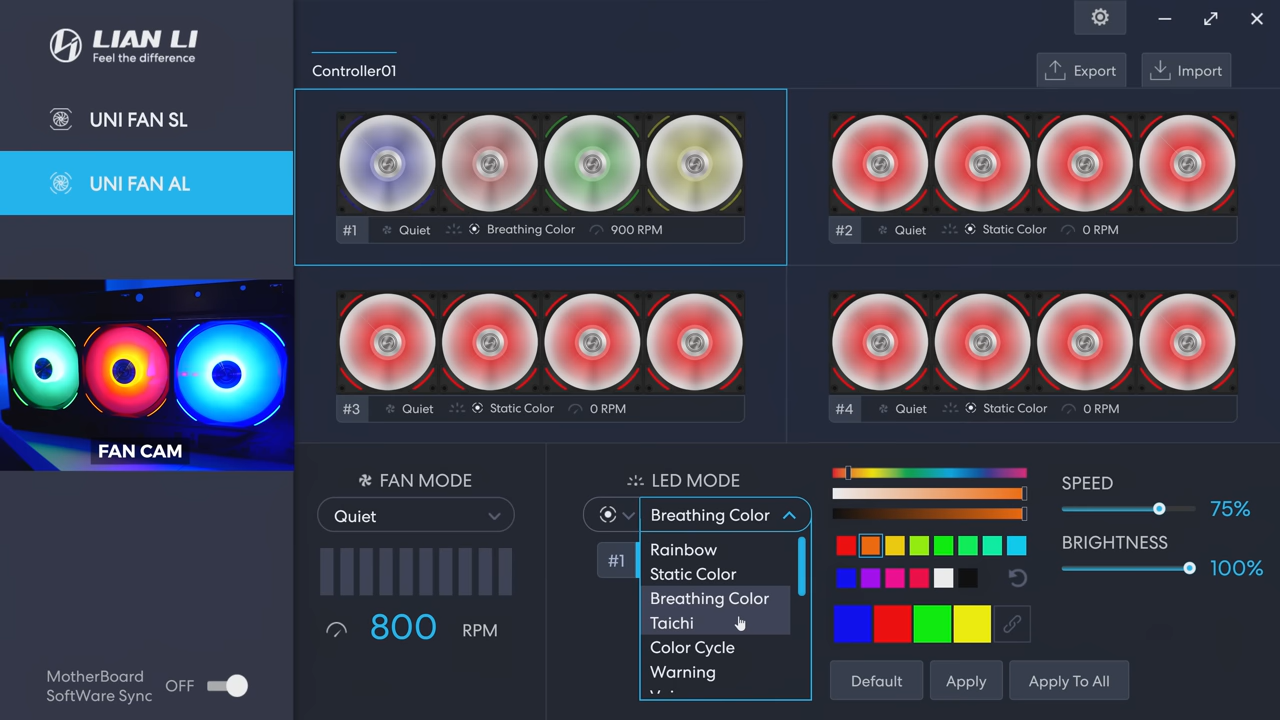 LIAN LI
Feel the difference
UNI FAN SL
UNI FAN AL
FAN CAM
MotherBoard
SoftWare Sync
OFF
Controller01
Export
Import
#1 Quiet Breathing Color 900 RPM
#2 Quiet Static Color 0 RPM
#3 Quiet Static Color 0 RPM
#4 Quiet Static Color 0 RPM
FAN MODE
Quiet
800 RPM
LED MODE
Breathing Color
#1
Rainbow
Static Color
Breathing Color
Taichi
Color Cycle
Warning
SPEED
75%
BRIGHTNESS
100%
Default
Apply
Apply To All